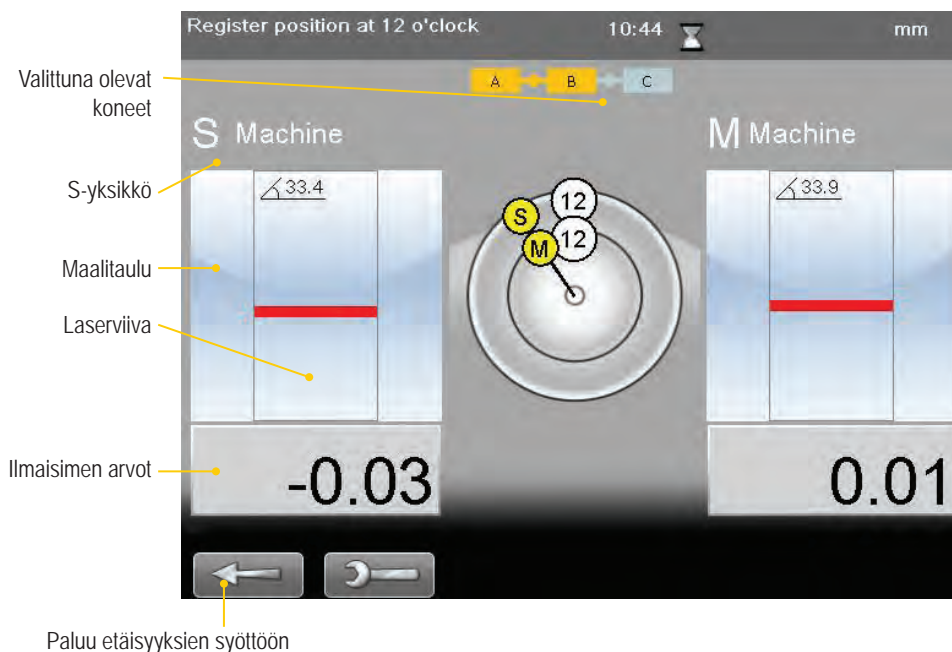 Register position at 12 o'clock 10:44 mm
Valittuna olevat
koneet
A B C
S Machine
M Machine
S-yksikkö
33.4
33.9
12
S
12
M
Maalitaulu
Laserviiva
Ilmaisimen arvot
-0.03
0.01
Paluu etäisyyksien syöttöön